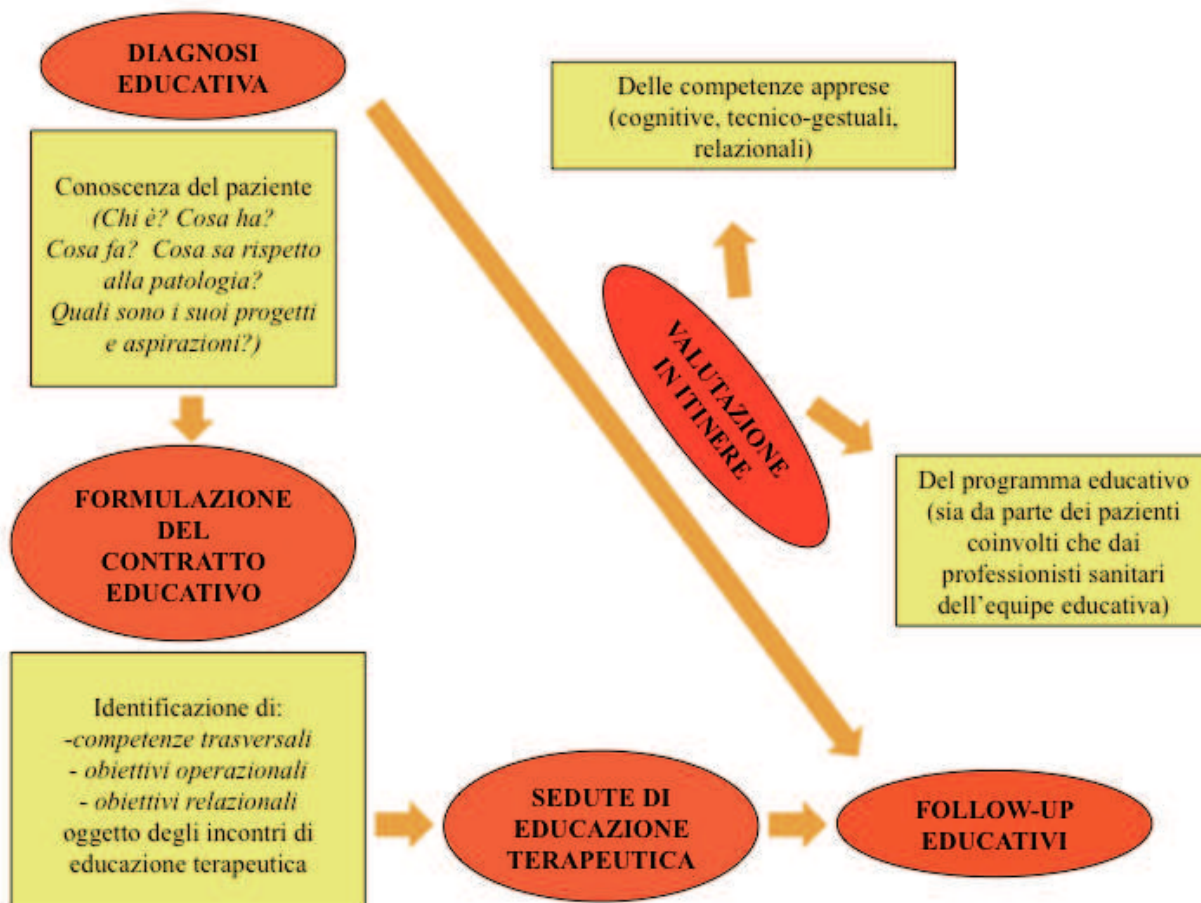 DIAGNOSI
EDUCATIVA
Conoscenza del paziente
(Chi è? Cosa ha?
Cosa fa? Cosa sa rispetto
alla patologia?
Quali sono i suoi progetti
e aspirazioni?)
FORMULAZIONE
DEL
CONTRATTO
EDUCATIVO
Identificazione di:
-competenze trasversali
- obiettivi operazionali
- obiettivi relazionali
oggetto degli incontri di
educazione terapeutica
SEDUTE DI
EDUCAZIONE
TERAPEUTICA
FOLLOW-UP
EDUCATIVI
VALUTAZIONE
IN ITINERE
Delle competenze apprese
(cognitive, tecnico-gestuali,
relazionali)
Del programma educativo
(sia da parte dei pazienti
coinvolti che dai
professionisti sanitari
dell'equipe educativa)